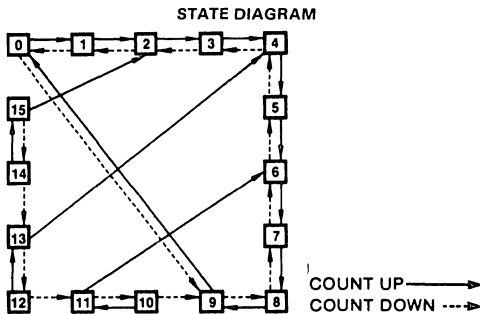 STATE DIAGRAM
0 1 2 3 4
15 5
14 6
13 7
12 11 10 9 8
COUNT UP
COUNT DOWN